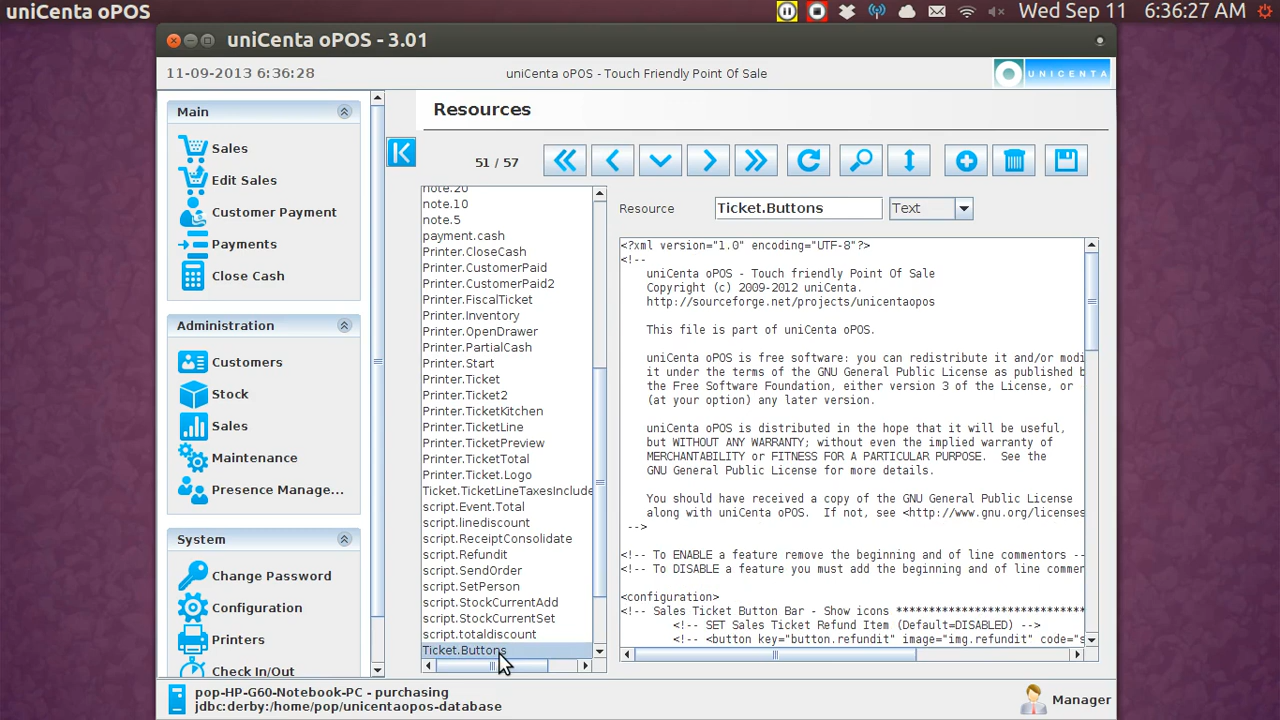 uniCenta oPOS
Wed Sep 11 6:36:27 AM
uniCenta oPOS - 3.01
11-09-2013 6:36:28
uniCenta oPOS - Touch Friendly Point Of Sale
UNICENTA
Main
Sales
Edit Sales
Customer Payment
Payments
Close Cash
Administration
Customers
Stock
Sales
Maintenance
Presence Manage...
System
Change Password
Configuration
Printers
Check In/Out
Resources
51 / 57
note.20
note.10
note.5
payment.cash
Printer.CloseCash
Printer.CustomerPaid
Printer.CustomerPaid2
Printer.FiscalTicket
Printer.Inventory
Printer.OpenDrawer
Printer.PartialCash
Printer.Start
Printer.Ticket
Printer.Ticket2
Printer.TicketKitchen
Printer.TicketLine
Printer.TicketPreview
Printer.TicketTotal
Printer.Ticket.Logo
Ticket.TicketLineTaxesInclude
script.Event.Total
script.linediscount
script.ReceiptConsolidate
script.Refundit
script.SendOrder
script.SetPerson
script.StockCurrentAdd
script.StockCurrentSet
script.totaldiscount
Ticket.Buttons
Resource Ticket.Buttons Text
<?xml version="1.0" encoding="UTF-8"?>
<!--
uniCenta oPOS - Touch friendly Point Of Sale
Copyright (c) 2009-2012 uniCenta.
http://sourceforge.net/projects/unicentaopos
This file is part of uniCenta oPOS.
uniCenta oPOS is free software: you can redistribute it and/or modi
it under the terms of the GNU General Public License as published b
the Free Software Foundation, either version 3 of the License, or
(at your option) any later version.
uniCenta oPOS is distributed in the hope that it will be useful,
but WITHOUT ANY WARRANTY; without even the implied warranty of
MERCHANTABILITY or FITNESS FOR A PARTICULAR PURPOSE. See the
GNU General Public License for more details.
You should have received a copy of the GNU General Public License
along with uniCenta oPOS. If not, see <http://www.gnu.org/licenses
-->
<!-- To ENABLE a feature remove the beginning and end of line commentors --
<!-- To DISABLE a feature you must add the beginning and end of line commen
<configuration>
<!-- Sales Ticket Button Bar - Show icons ********************************
<!-- SET Sales Ticket Refund Item (Default=DISABLED) -->
<!-- <button key="button.refundit" image="img.refundit" code="s
pop-HP-G60-Notebook-PC - purchasing
jdbc:derby:/home/pop/unicentaopos-database
Manager